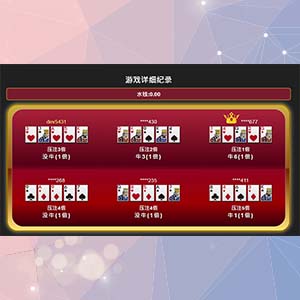 游戏详细纪录
水钱:0.00
dev5431
****430
****677
压注3倍
压注2倍
压注1倍
没牛(1倍)
牛3(1倍)
牛6(1倍)
****268
****235
****411
压注4倍
压注4倍
压注5倍
没牛(1倍)
没牛(1倍)
牛1(1倍)